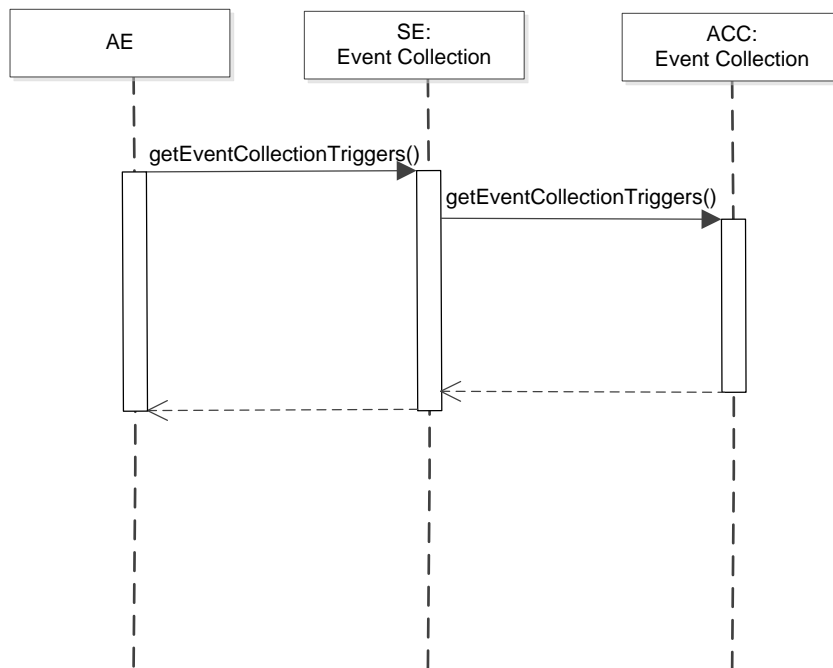 AE
SE:
Event Collection
ACC:
Event Collection
getEventCollectionTriggers()
getEventCollectionTriggers()